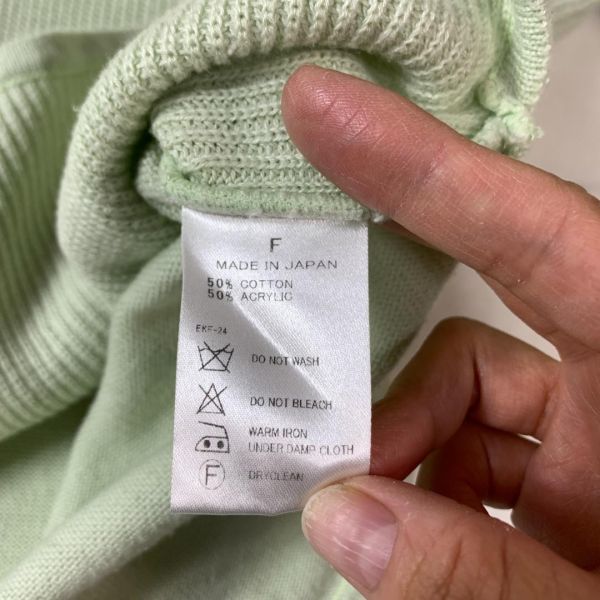 F
MADE IN JAPAN
50% COTTON
50% ACRYLIC
EKF-24
DO NOT WASH
DO NOT BLEACH
WARM IRON
UNDER DAMP CLOTH
F DRYCLEAN